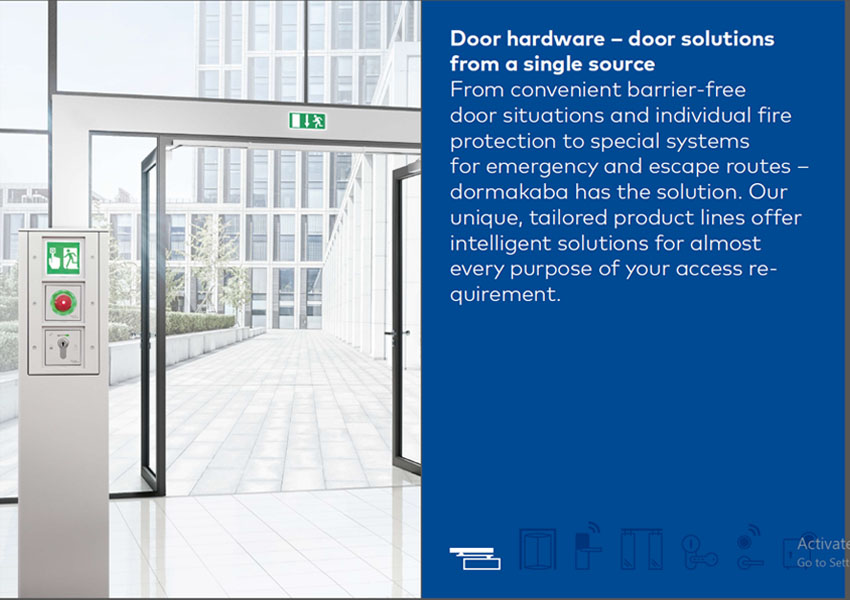 Door hardware – door solutions
from a single source
From convenient barrier-free
door situations and individual fire
protection to special systems
for emergency and escape routes –
dormakaba has the solution. Our
unique, tailored product lines offer
intelligent solutions for almost
every purpose of your access re-
quirement.
Activate
Go to Sett